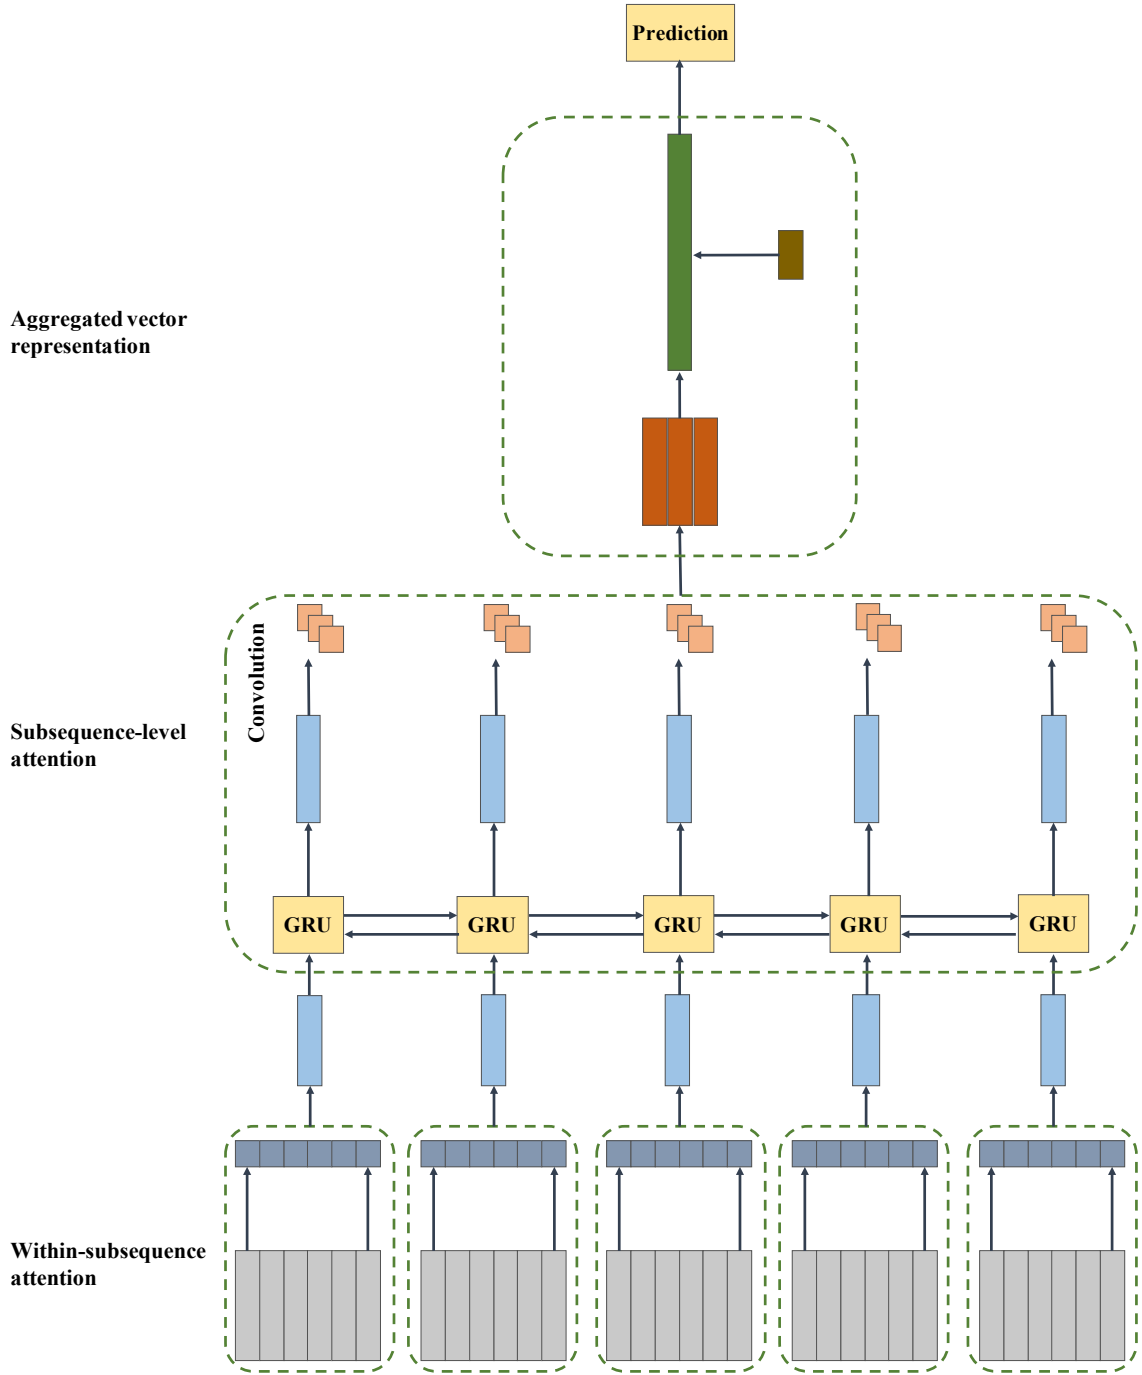 Prediction
Aggregated vector
representation
Convolution
Subsequence-level
attention
GRU GRU GRU GRU GRU
Within-subsequence
attention